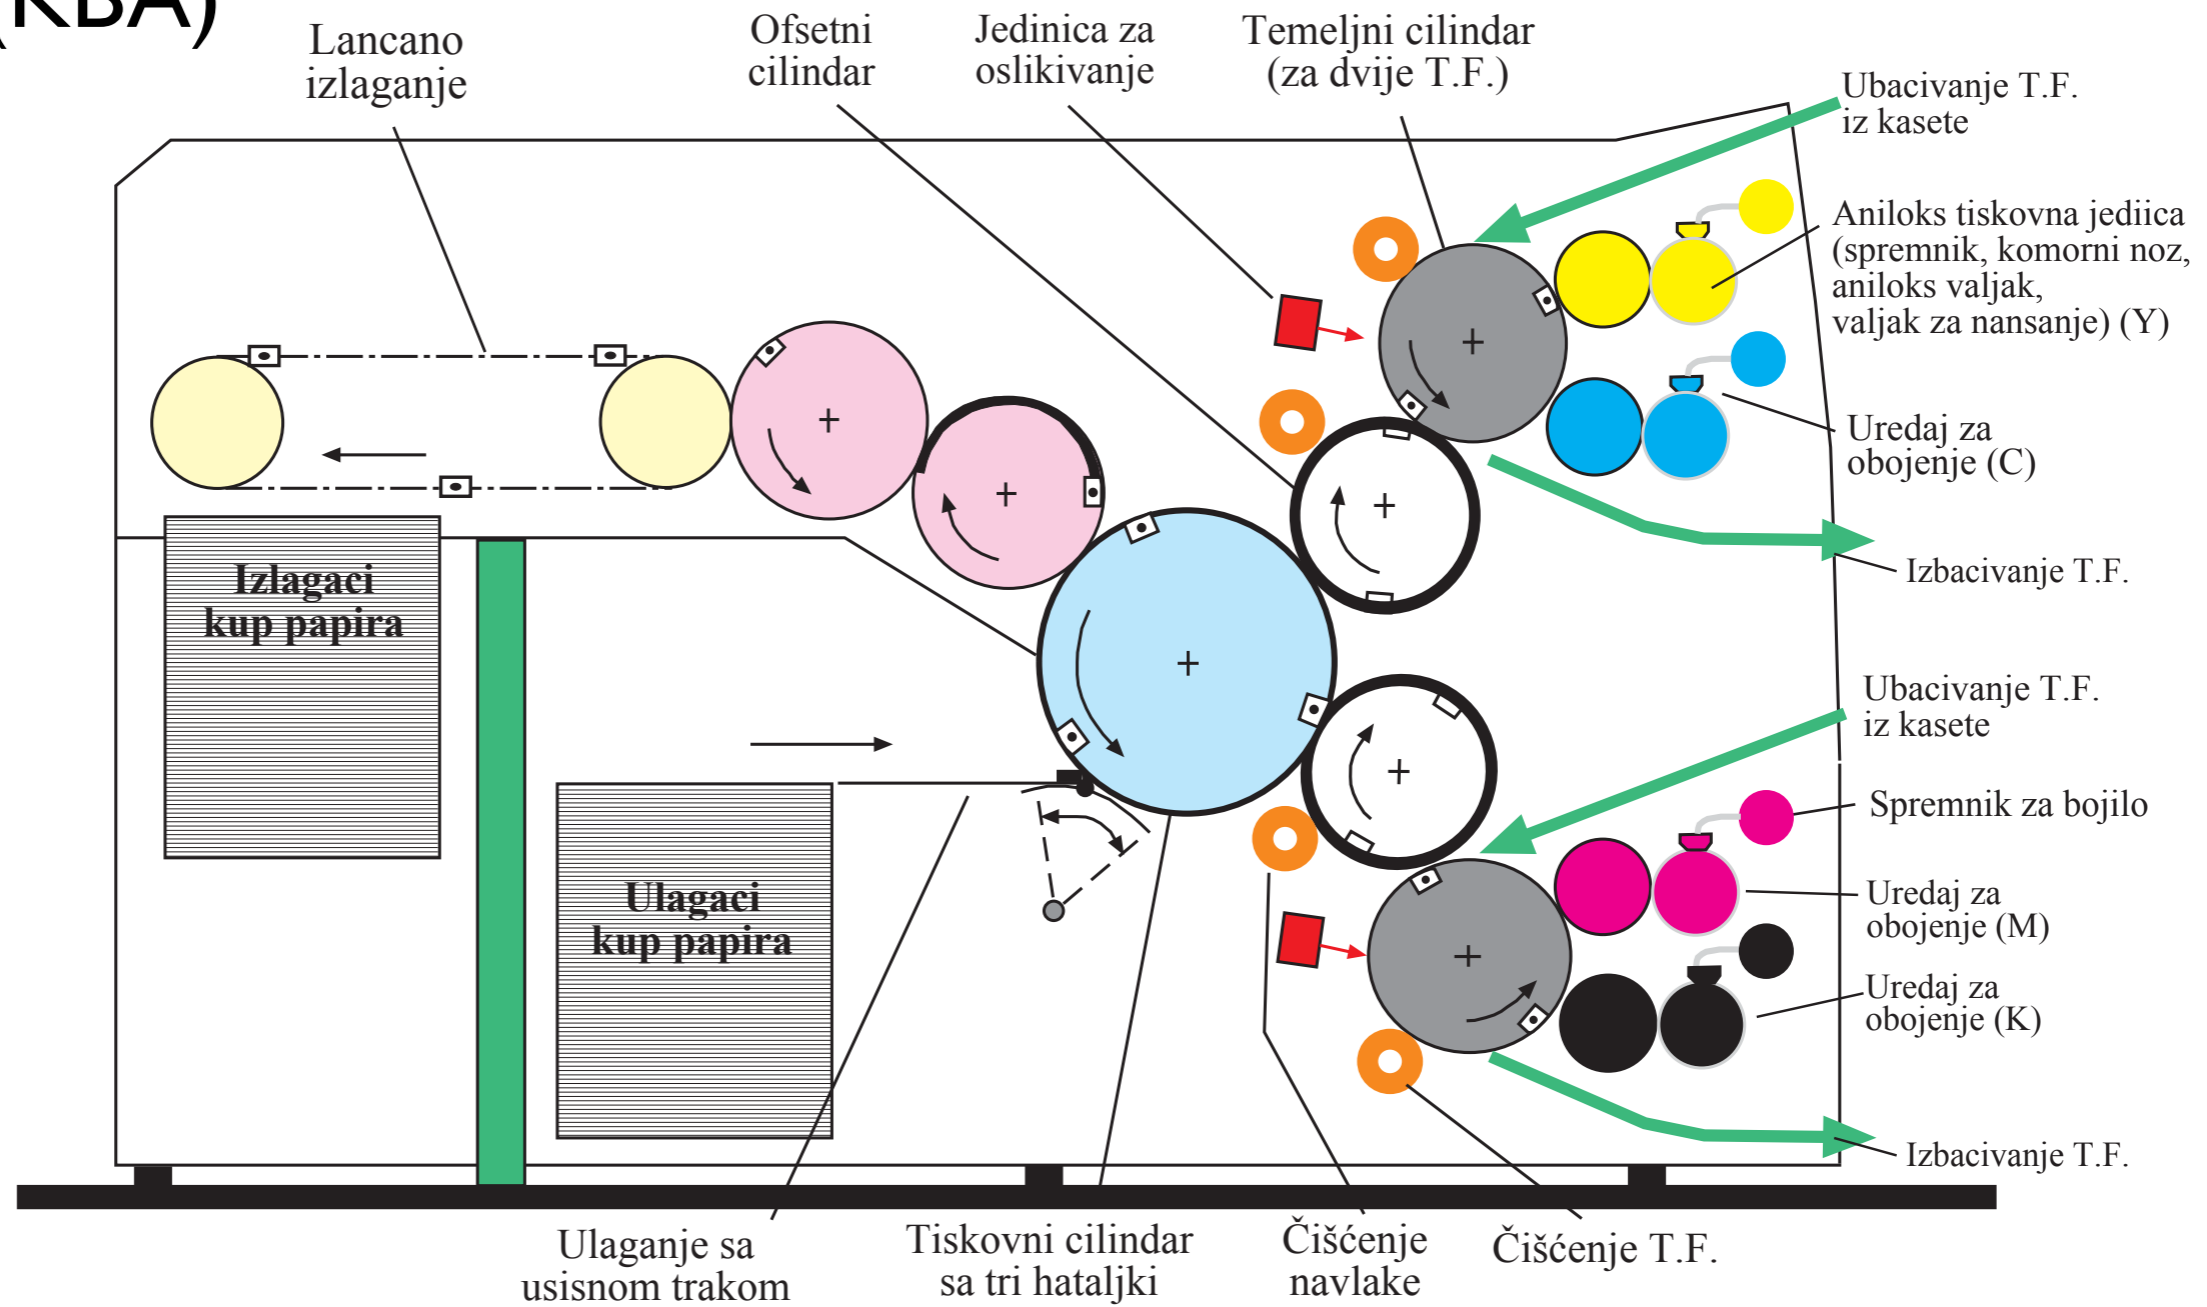 (KBA)
Lancano
izlaganje
Ofsetni
cilindar
Jedinica za
oslikivanje
Temeljni cilindar
(za dvije T.F.)
Ubacivanje T.F.
iz kasete
Aniloks tiskovna jediica
(spremnik, komorni noz,
aniloks valjak,
valjak za nansanje) (Y)
Uredaj za
obojenje (C)
Izbacivanje T.F.
Izlagaci
kup papira
Ulagaci
kup papira
Ubacivanje T.F.
iz kasete
Spremnik za bojilo
Uredaj za
obojenje (M)
Uredaj za
obojenje (K)
Izbacivanje T.F.
Ulaganje sa
usisnom trakom
Tiskovni cilindar
sa tri hataljki
Čišćenje
navlake
Čišćenje T.F.